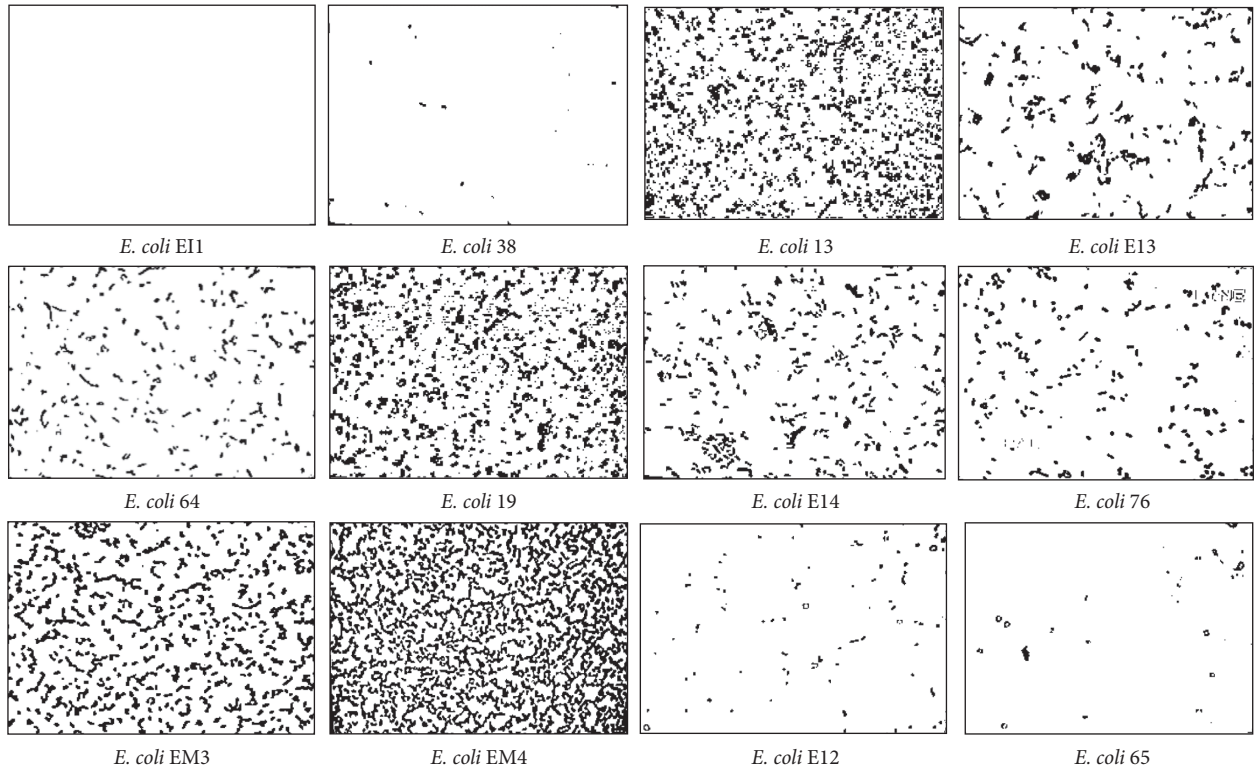 E. coli EI1
E. coli 38
E. coli 13
E. coli E13
E. coli 64
E. coli 19
E. coli E14
E. coli 76
E. coli EM3
E. coli EM4
E. coli E12
E. coli 65